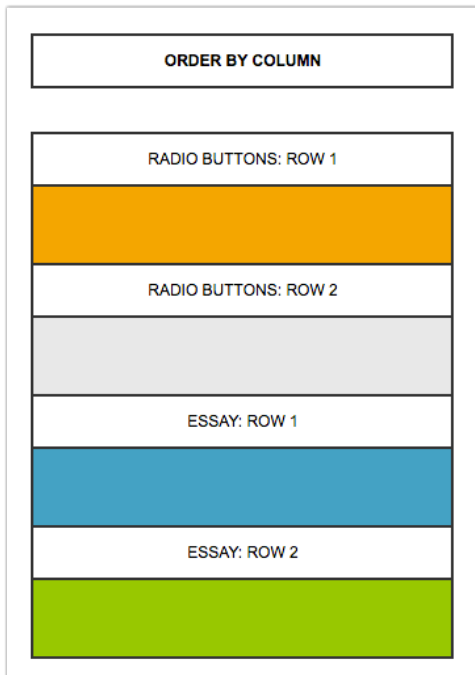 ORDER BY COLUMN
RADIO BUTTONS: ROW 1
RADIO BUTTONS: ROW 2
ESSAY: ROW 1
ESSAY: ROW 2